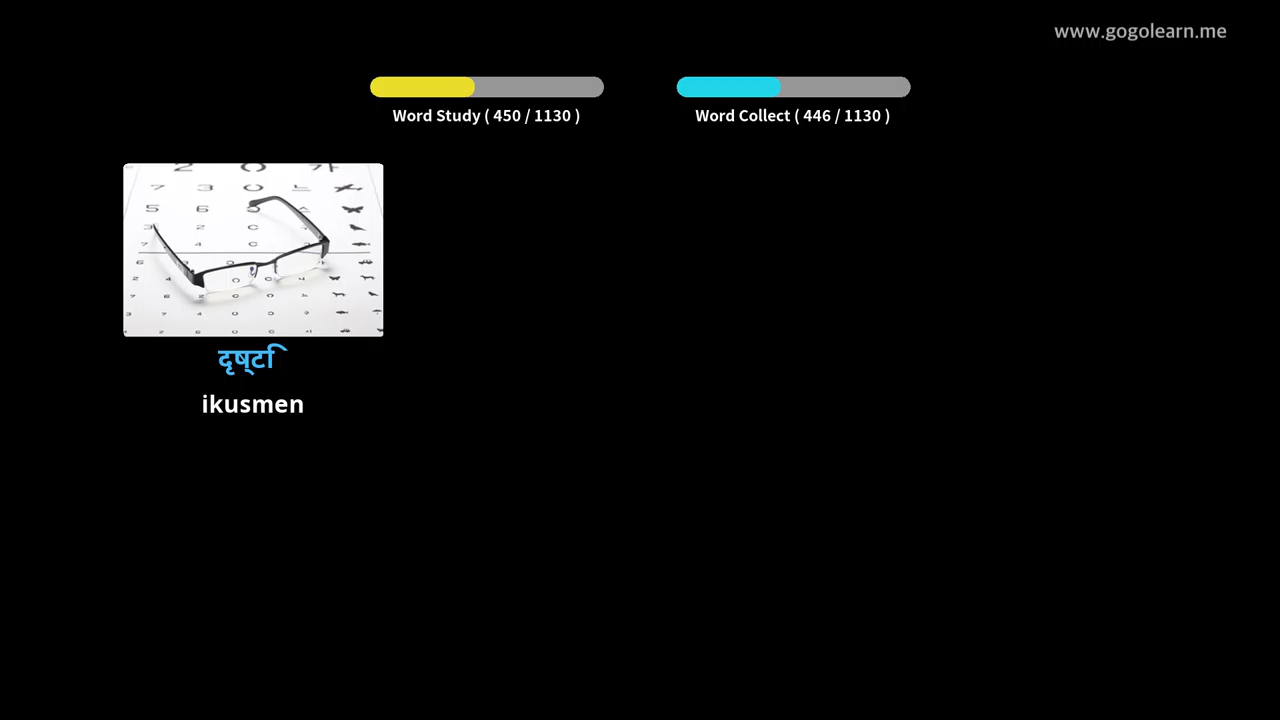 www.gogolearn.me
Word Study ( 450 / 1130 )
Word Collect ( 446 / 1130 )
दृष्टि
ikusmen